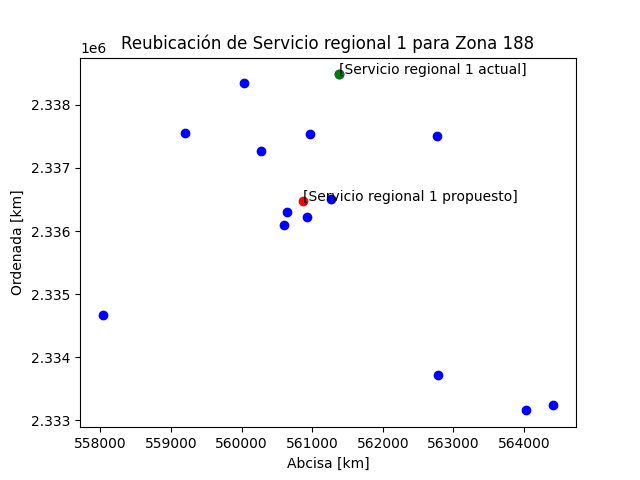 Reubicación de Servicio regional 1 para Zona 188
1e6
[Servicio regional 1 actual]
2.338
2.337
[Servicio regional 1 propuesto]
2.336
2.335
2.334
2.333
Ordenada [km]
558000 559000 560000 561000 562000 563000 564000
Abcisa [km]